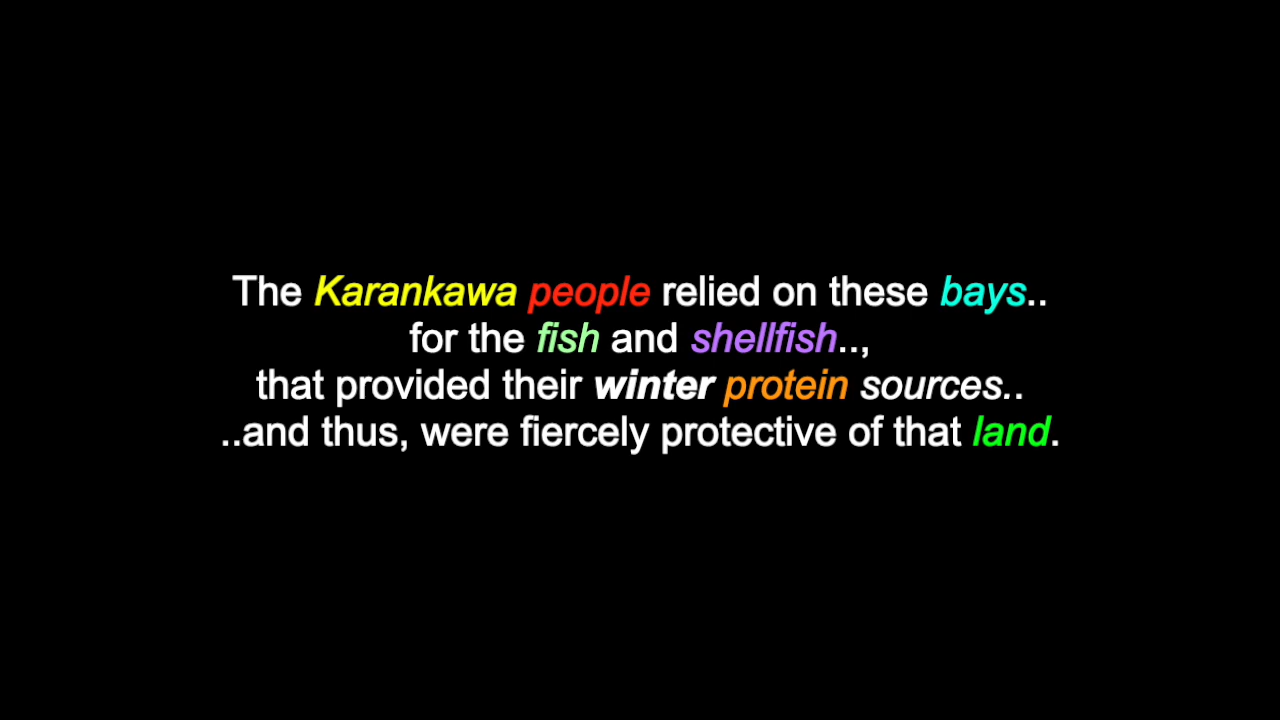 The Karankawa people relied on these bays..
for the fish and shellfish..,
that provided their winter protein sources..
..and thus, were fiercely protective of that land.